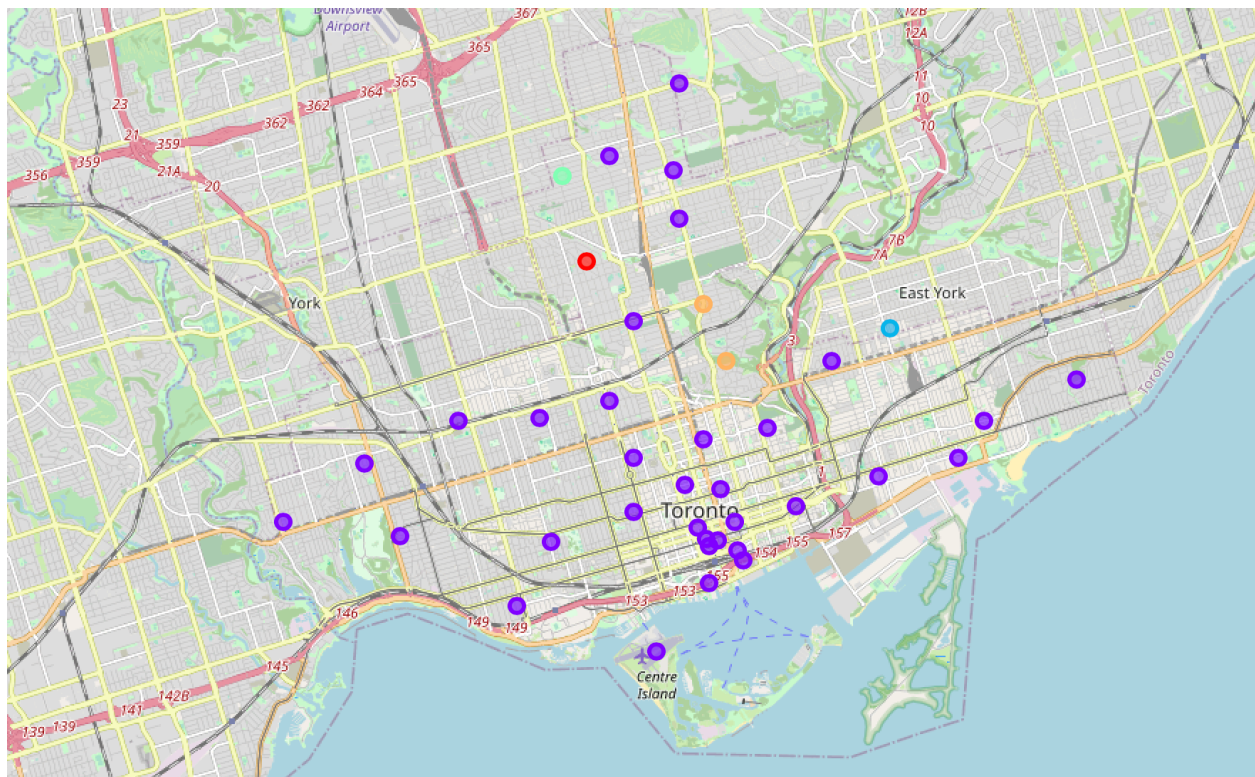 Downsview
Airport
367
12B
12A
365
365
364
362
362
23
21
359
359
21A
356
20
11
10
10
7B
7A
York
East York
3
Toronto
1
Toronto
157
155
154
155
153
153
149
149
146
145
142B
141
139
139
Centre
Island